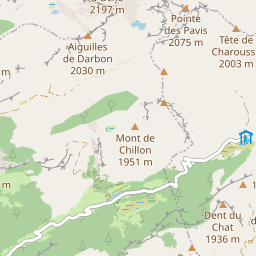 2197 m
Pointe
des Pavis
2075 m
Aiguilles
de Darbon
2030 m
Tête de
Charouss
2003 m
Mont de
Chillon
1951 m
m
Dent du
Chat
1936 m